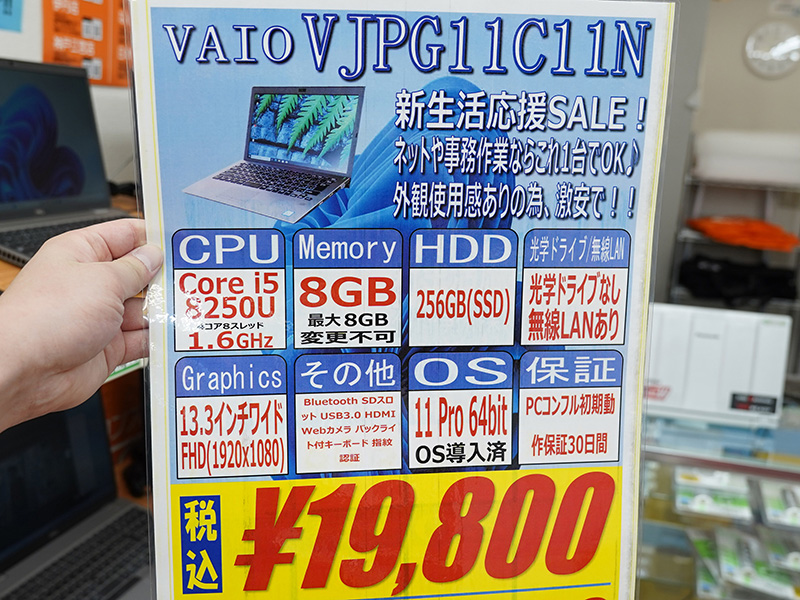 VAIO VJPG11C11N
新生活応援SALE！
ネットや事務作業ならこれ1台でOK♪
外観使用感ありの為、激安で！！
CPU
Core i5
8250U
4コア8スレッド
1.6GHz
Memory
8GB
最大8GB
変更不可
HDD
256GB(SSD)
光学ドライブ/無線LAN
光学ドライブなし
無線LANあり
Graphics
13.3インチワイド
FHD(1920x1080)
その他
Bluetooth SDスロ
ット USB3.0 HDMI
Webカメラ バックライ
ト付キーボード 指紋
認証
OS
11 Pro 64bit
OS導入済
保証
PCコンフル初期動
作保証30日間
税込
¥19,800